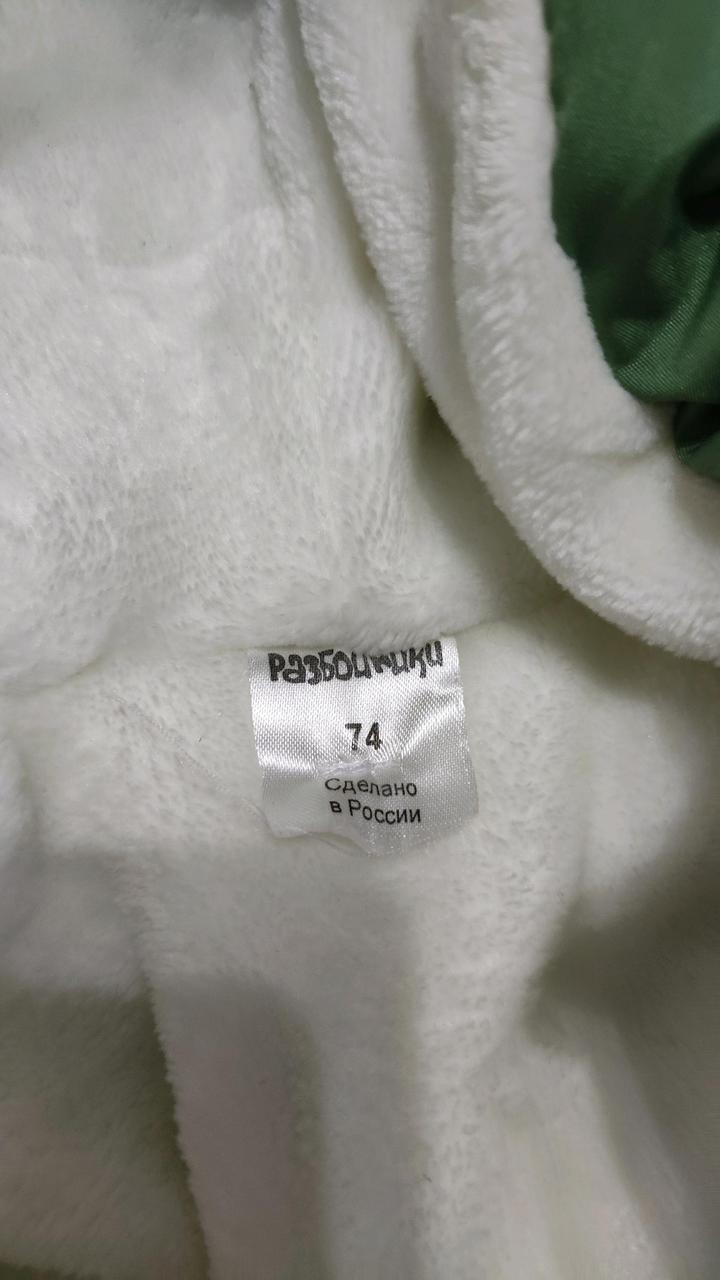 Разбойники
74
Сделано
в России